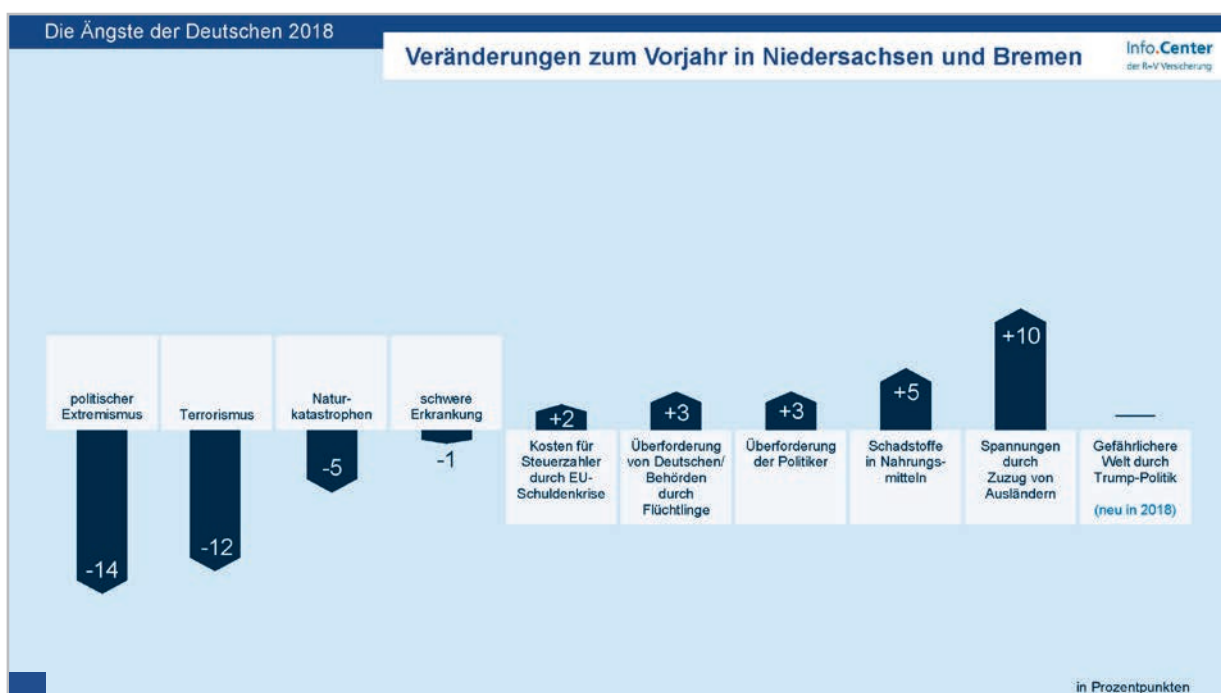 Die Ängste der Deutschen 2018
Veränderungen zum Vorjahr in Niedersachsen und Bremen
Info.Center
der R+V Versicherung
politischer
Extremismus
-14
Terrorismus
-12
Natur-
katastrophen
-5
schwere
Erkrankung
-1
+2
Kosten für
Steuerzahler
durch EU-
Schuldenkrise
+3
Überforderung
von Deutschen/
Behörden
durch
Flüchtlinge
+3
Überforderung
der Politiker
+5
Schadstoffe
in Nahrungs-
mitteln
+10
Spannungen
durch
Zuzug von
Ausländern
Gefährlichere
Welt durch
Trump-Politik
(neu in 2018)
in Prozentpunkten